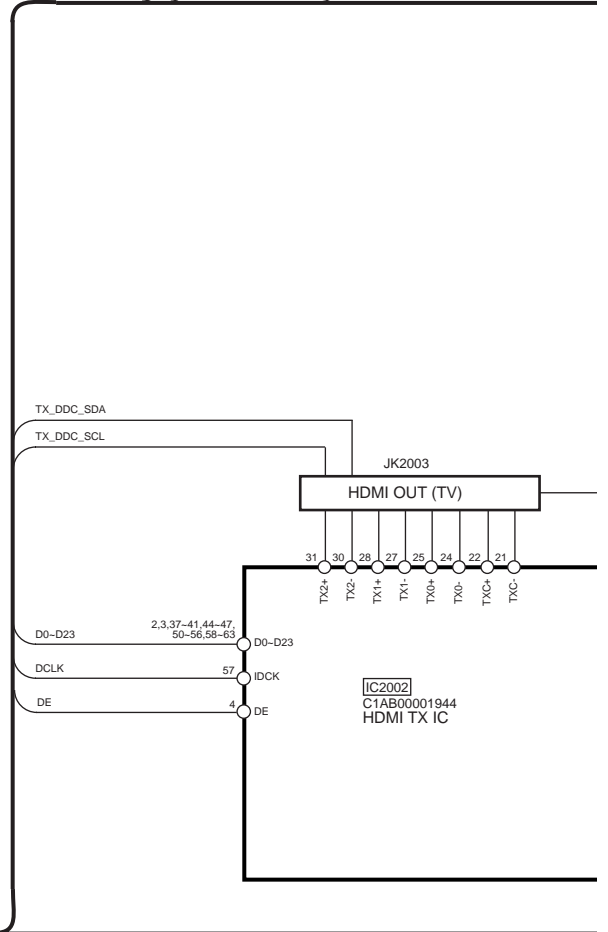 TX_DDC_SDA
TX_DDC_SCL
JK2003
HDMI OUT (TV)
31 30 28 27 25 24 22 21
TX2+ TX2- TX1+ TX1- TX0+ TX0- TXC+ TXC-
2,3,37~41,44~47,
50~56,58~63
D0~D23
D0~D23
DCLK
57
IDCK
DE
4
DE
IC2002
C1AB00001944
HDMI TX IC